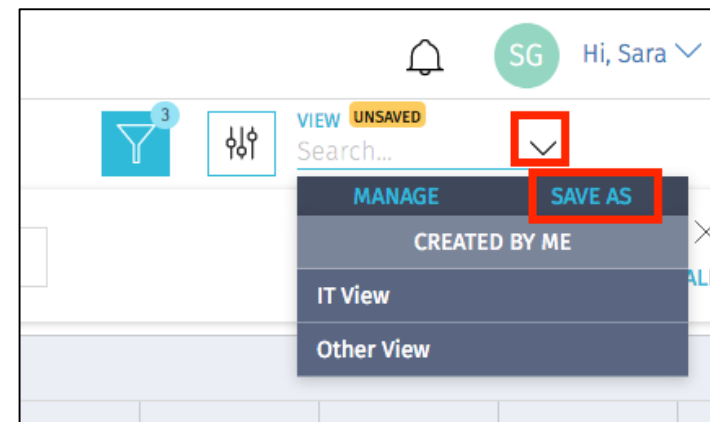 SG Hi, Sara
3
VIEW UNSAVED
Search...
MANAGE SAVE AS
CREATED BY ME
IT View
Other View